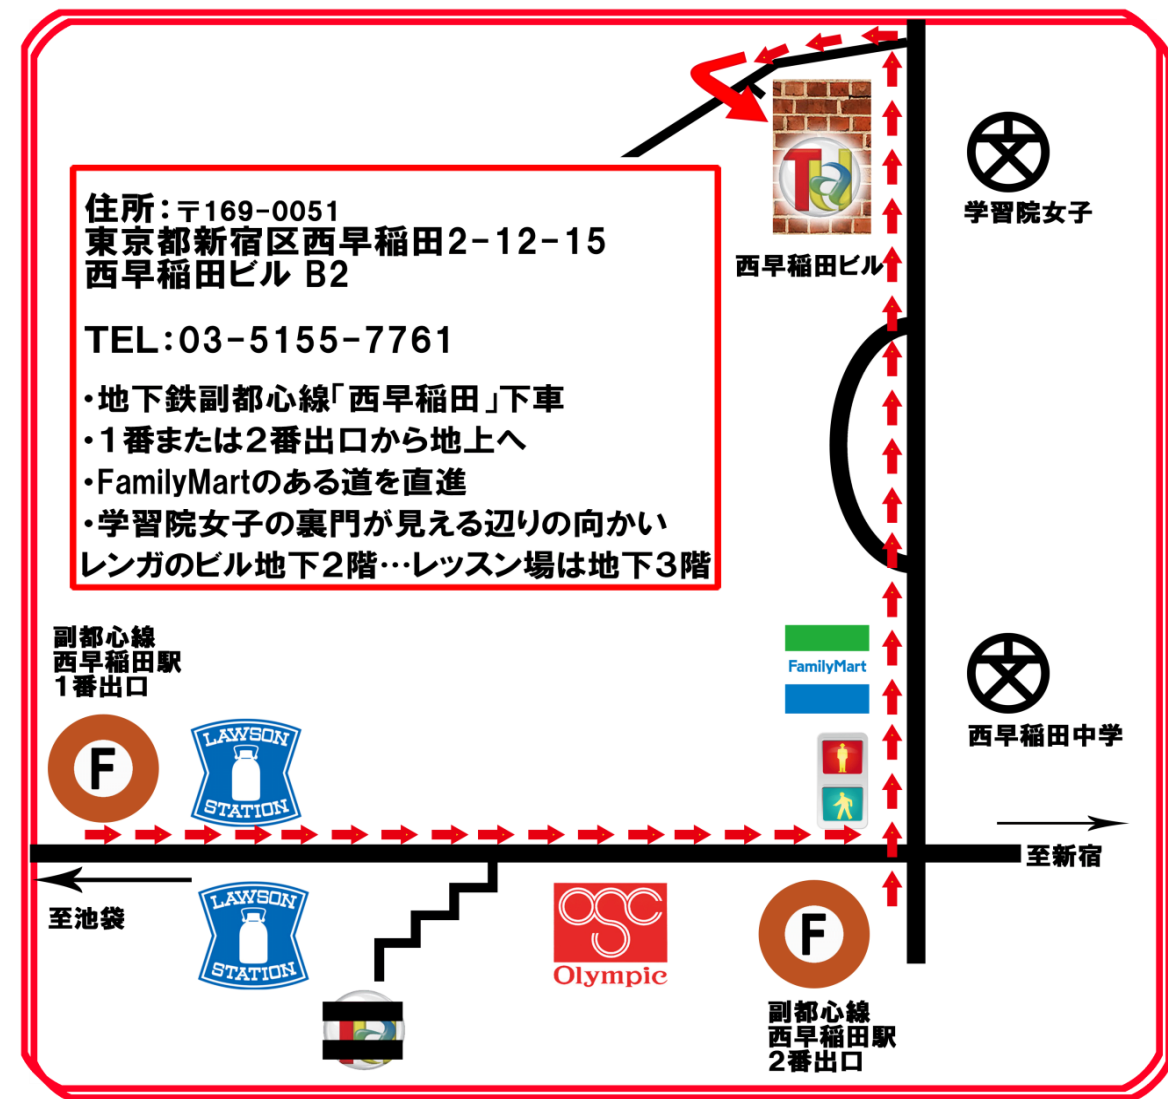 学習院女子
西早稲田ビル
住所：〒169-0051
東京都新宿区西早稲田2-12-15
西早稲田ビル B2
TEL:03-5155-7761
・地下鉄副都心線「西早稲田」下車
・１番または２番出口から地上へ
・FamilyMartのある道を直進
・学習院女子の裏門が見える辺りの向かい
レンガのビル地下２階…レッスン場は地下３階
副都心線
西早稲田駅
１番出口
F
LAWSON
STATION
FamilyMart
西早稲田中学
至新宿
至池袋
LAWSON
STATION
OSC
Olympic
F
副都心線
西早稲田駅
２番出口